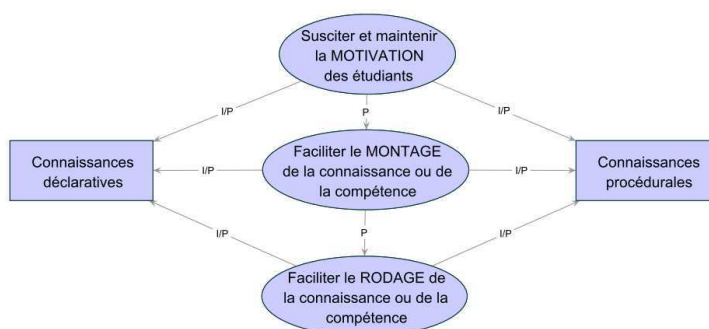 Susciter et maintenir
la MOTIVATION
des étudiants
I/P
P
I/P
Connaissances
déclaratives
I/P
Faciliter le MONTAGE
de la connaissance ou de
la compétence
I/P
Connaissances
procédurales
I/P
P
I/P
Faciliter le RODAGE de
la connaissance ou de la
compétence